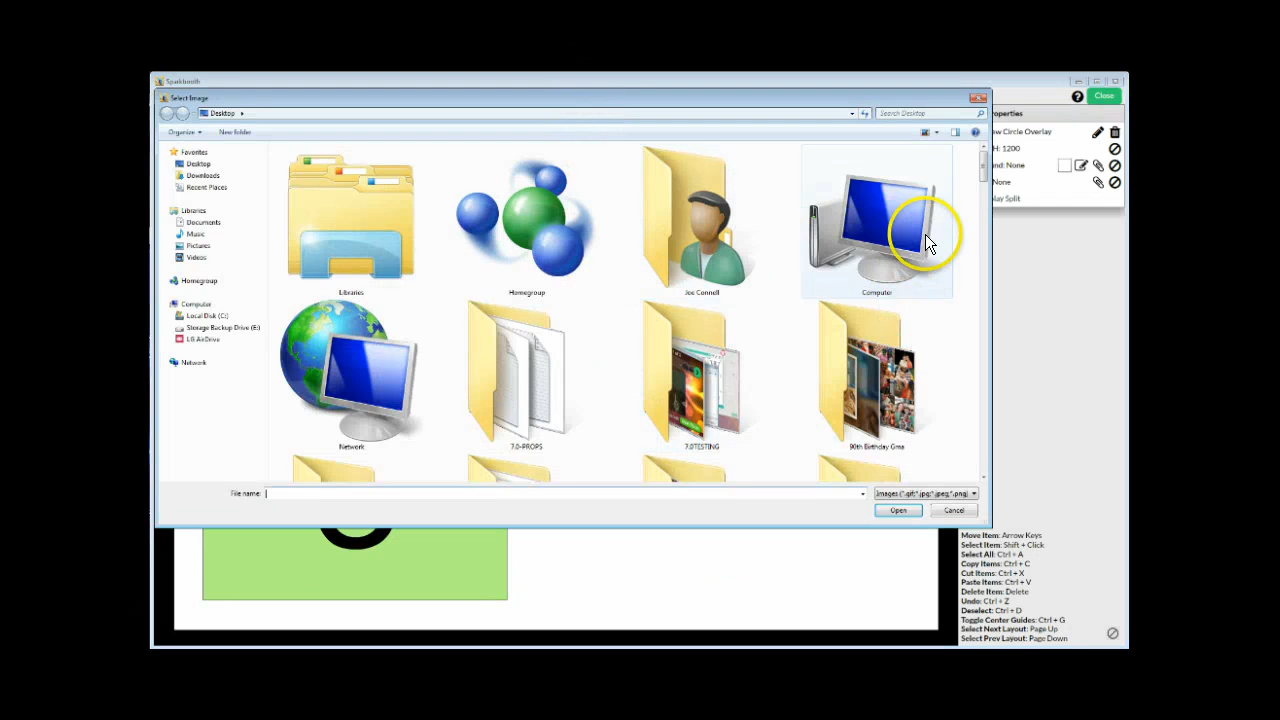 Sparkbooth
Select Image
Close
Desktop
Search Desktop
Organize
New folder
Favorites
Desktop
Downloads
Recent Places
Libraries
Documents
Music
Pictures
Videos
Homegroup
Computer
Local Disk (C:)
Storage Backup Drive (E:)
LG AirDrive
Network
Libraries
Homegroup
Joe Connell
Computer
Network
7.0-PROPS
7.0TESTING
90th Birthday Gma
File name:
Images (*.gif;*.jpg;*.jpeg;*.png)
Open
Cancel
operties
ow Circle Overlay
H: 1200
nd: None
None
lay Split
Move Item: Arrow Keys
Select Item: Shift + Click
Select All: Ctrl + A
Copy Items: Ctrl + C
Cut Items: Ctrl + X
Paste Items: Ctrl + V
Delete Item: Delete
Undo: Ctrl + Z
Deselect: Ctrl + D
Toggle Center Guides: Ctrl + G
Select Next Layout: Page Up
Select Prev Layout: Page Down